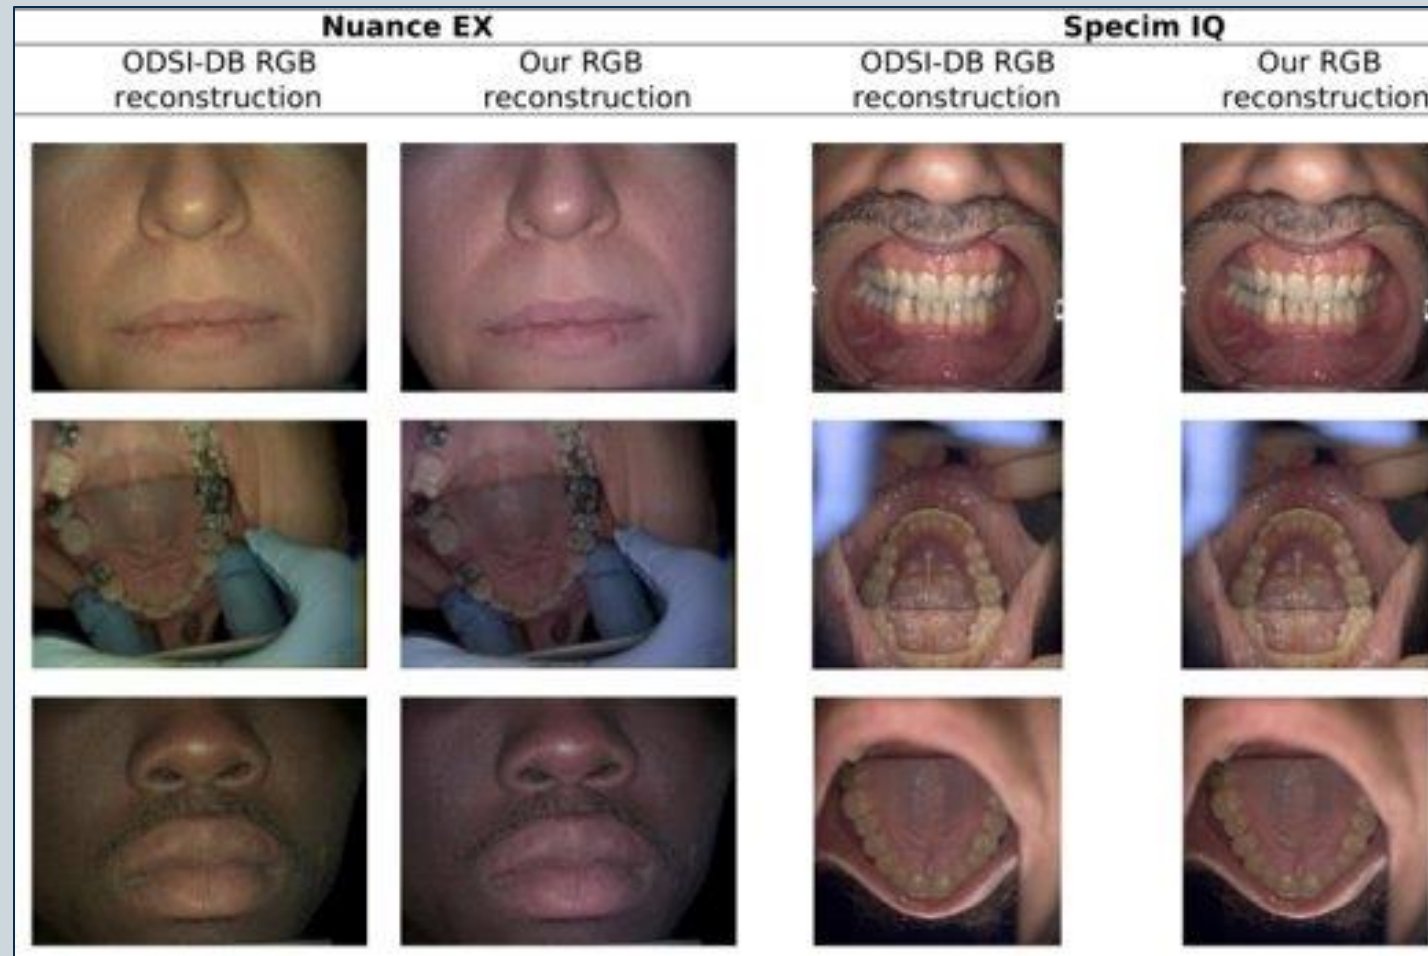 Nuance EX Specim IQ
ODSI-DB RGB Our RGB ODSI-DB RGB Our RGB
reconstruction reconstruction reconstruction reconstruction